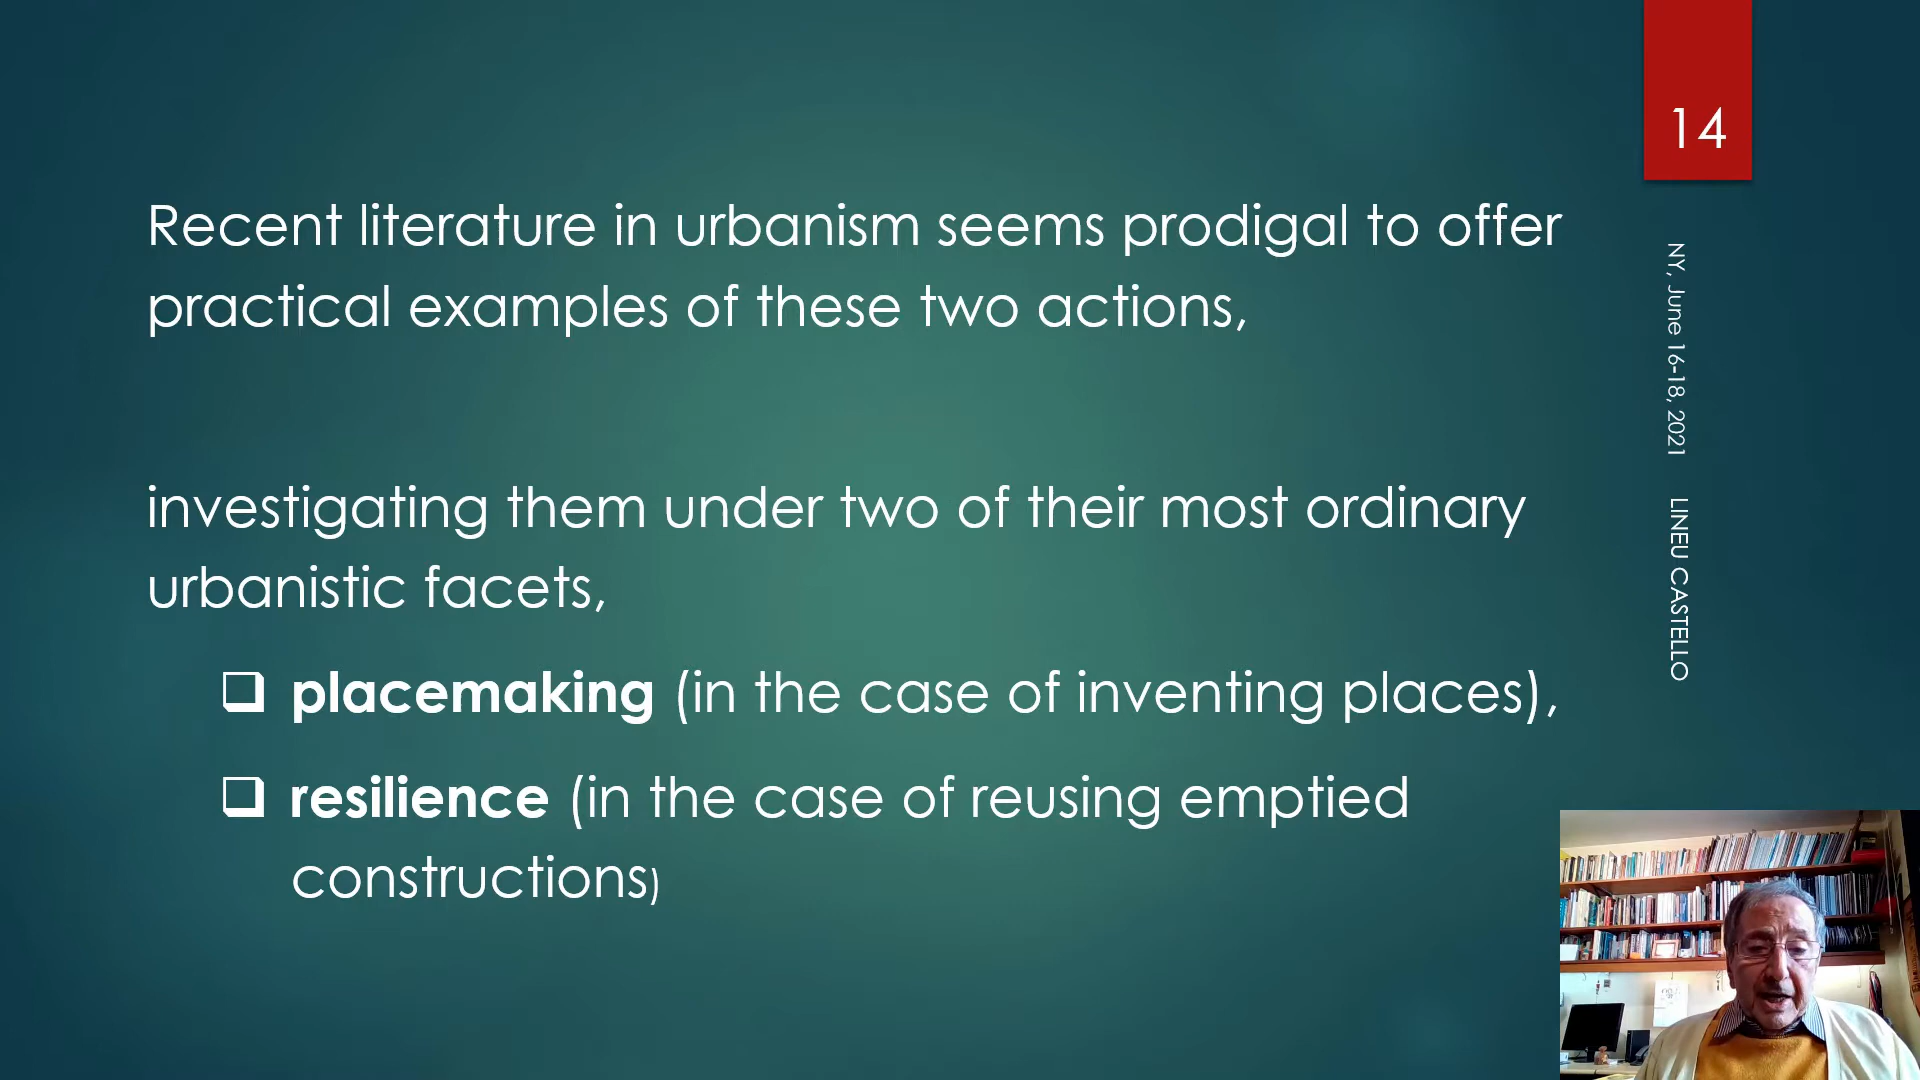 14
Recent literature in urbanism seems prodigal to offer
practical examples of these two actions,
investigating them under two of their most ordinary
urbanistic facets,
❑ placemaking (in the case of inventing places),
❑ resilience (in the case of reusing emptied
constructions)
NY, June 16-18, 2021 LINEU CASTELLO